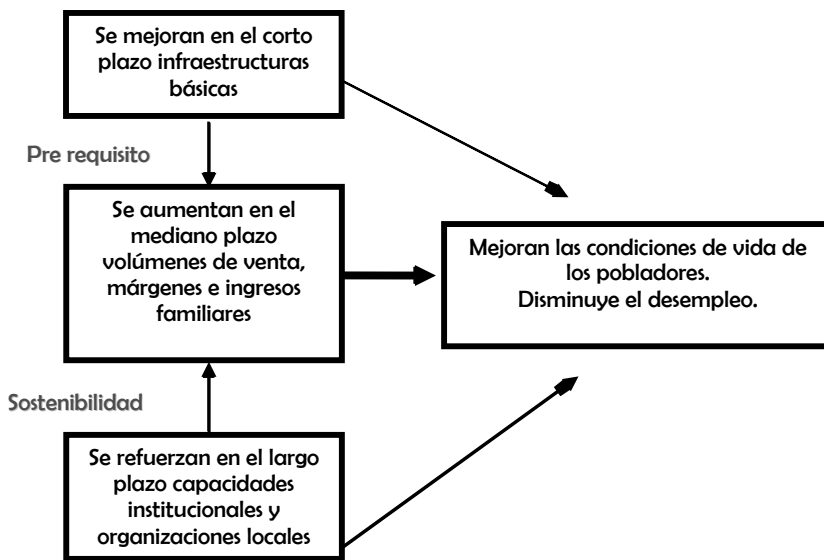 Se mejoran en el corto
plazo infraestructuras
básicas
Pre requisito
Se aumentan en el
mediano plazo
volúmenes de venta,
márgenes e ingresos
familiares
Mejoran las condiciones de vida de
los pobladores.
Disminuye el desempleo.
Sostenibilidad
Se refuerzan en el largo
plazo capacidades
institucionales y
organizaciones locales